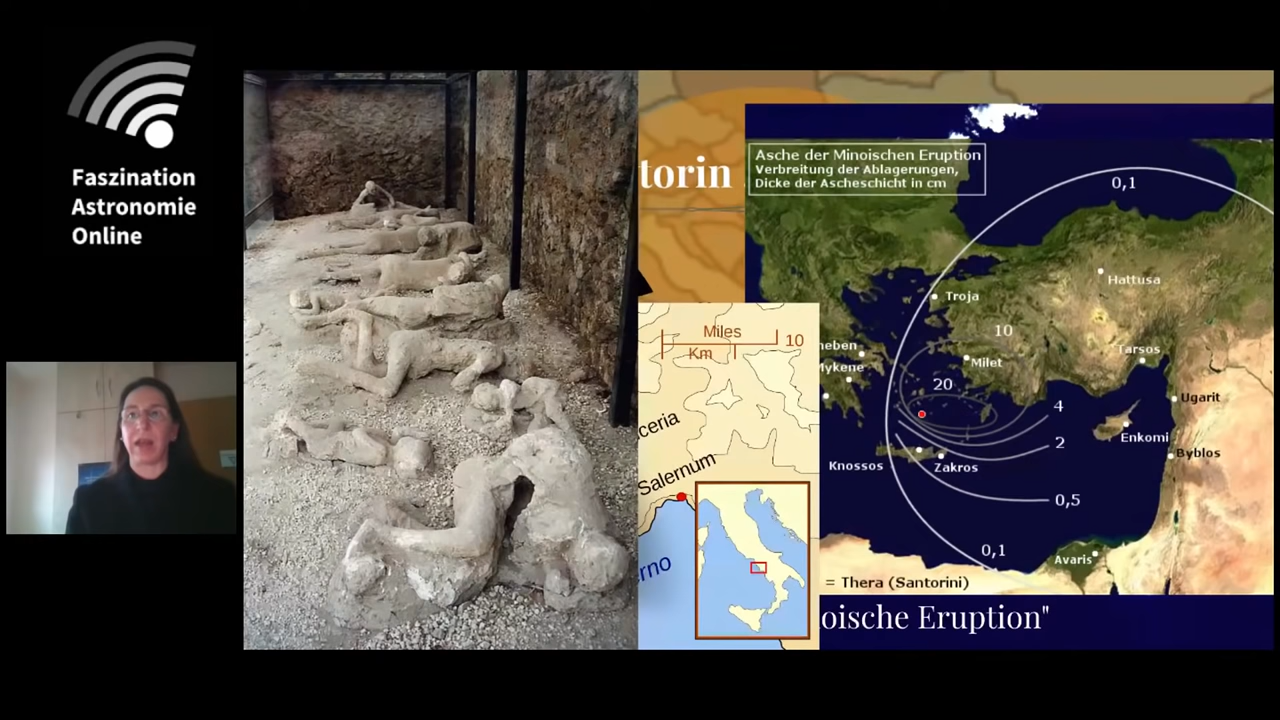 Faszination
Astronomie
Online
torin
Asche der Minoischen Eruption
Verbreitung der Ablagerungen,
Dicke der Ascheschicht in cm
0,1
Hattusa
Troja
10
heben
Mykene
Milet
Tarsos
20
4
Ugarit
2
Enkomi
Knossos
Zakros
Byblos
0,5
0,1
Avaris
= Thera (Santorini)
oische Eruption"
Miles
10
Km
ceria
Salernum
rno